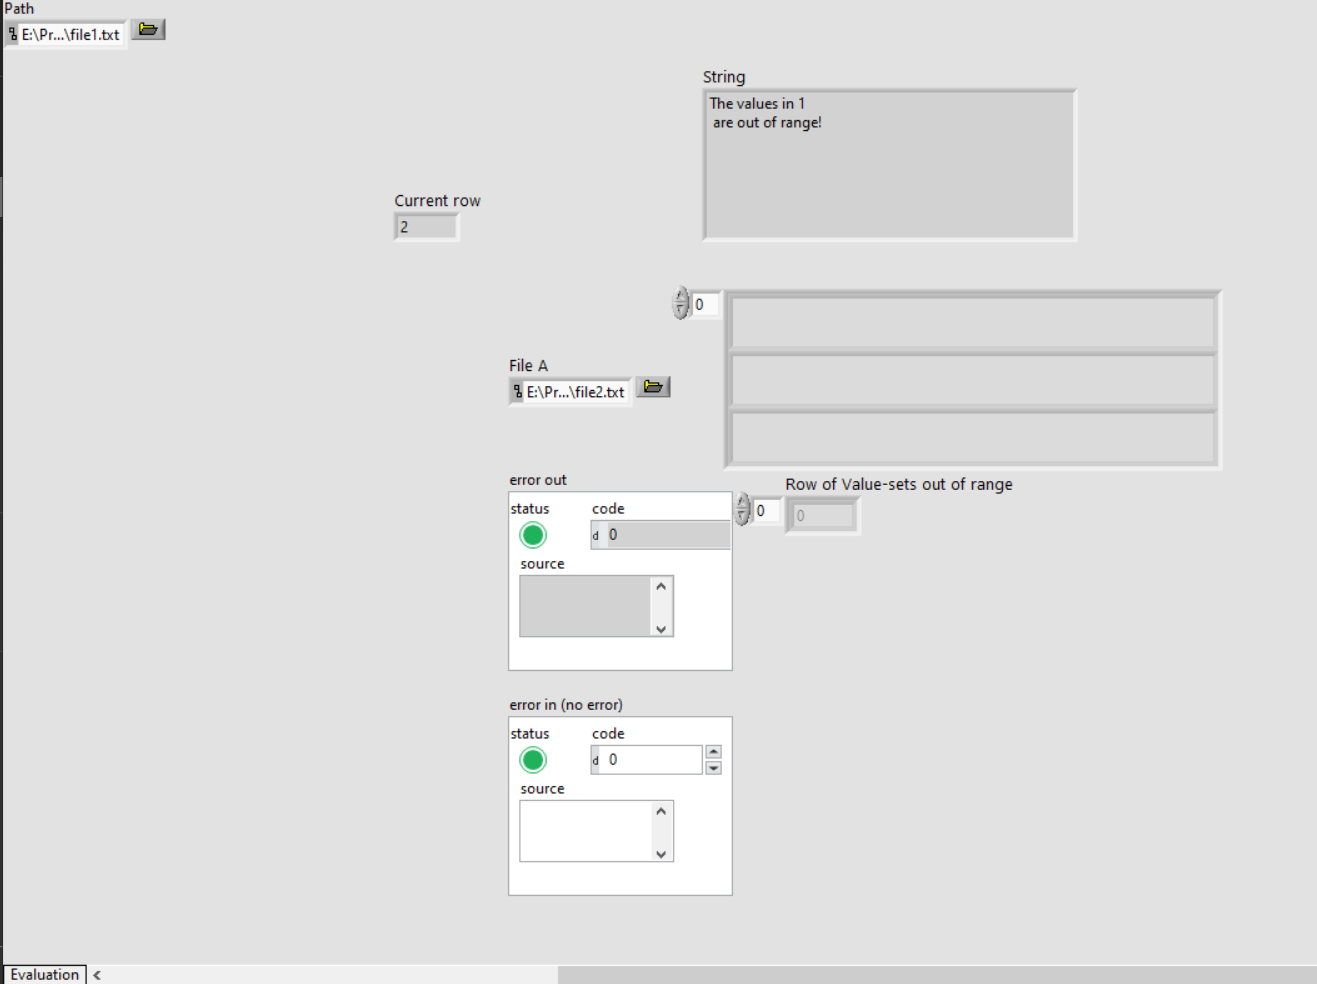 Path
E:\Pr...\file1.txt
String
The values in 1
are out of range!
Current row
2
0
File A
E:\Pr...\file2.txt
error out
status
code
d 0
source
Row of Value-sets out of range
0
0
error in (no error)
status
code
d 0
source
Evaluation